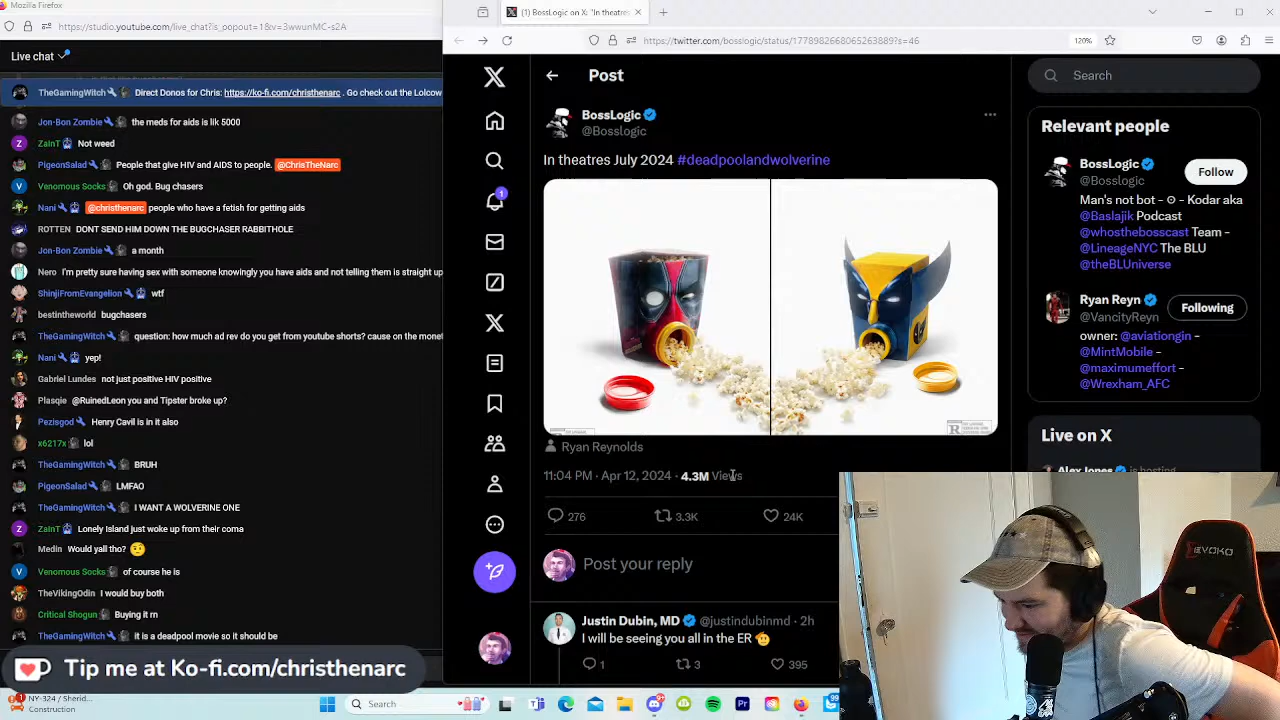 Mozilla Firefox
https://studio.youtube.com/live_chat?is_popout=1&v=3wwunMC-s2A
Live chat
TheGamingWitch Direct Donos for Chris: https://ko-fi.com/christhenarc . Go check out the Lolcow
Jon-Bon Zombie the meds for aids is lik 5000
ZainT Not weed
PigeonSalad People that give HIV and AIDS to people. @ChrisTheNarc
Venomous Socks Oh god. Bug chasers
Nani @christhenarc people who have a fetish for getting aids
ROTTEN DONT SEND HIM DOWN THE BUGCHASER RABBITHOLE
Jon-Bon Zombie a month
Nero I'm pretty sure having sex with someone knowingly you have aids and not telling them is straight up
ShinjiFromEvangelion wtf
bestintheworld bugchasers
TheGamingWitch question: how much ad rev do you get from youtube shorts? cause on the mone
Nani yep!
Gabriel Lundes not just positive HIV positive
Plasqie @RuinedLeon you and Tipster broke up?
Pezisgod Henry Cavil is in it also
x6217x lol
TheGamingWitch BRUH
PigeonSalad LMFAO
TheGamingWitch I WANT A WOLVERINE ONE
ZainT Lonely Island just woke up from their coma
Medin Would yall tho?
Venomous Socks of course he is
TheVikingOdin I would buy both
Critical Shogun Buying it rn
TheGamingWitch it is a deadpool movie so it should be
Tip me at Ko-fi.com/christhenarc
(1) BossLogic on X: "In theatres
https://twitter.com/bosslogic/status/1778982668065263889?s=46
120%
Post
BossLogic
@Bosslogic
In theatres July 2024 #deadpoolandwolverine
R
Ryan Reynolds
11:04 PM · Apr 12, 2024 · 4.3M Views
276 3.3K 24K
Post your reply
Justin Dubin, MD @justindubinmd · 2h
I will be seeing you all in the ER
1 3 395
1
Search
Relevant people
BossLogic
@Bosslogic
Follow
Man's not bot - ʘ - Kodar aka
@Baslajik Podcast
@whosthebosscast Team -
@LineageNYC The BLU
@theBLUniverse
Ryan Reyn
@VancityReyn
Following
owner: @aviationgin -
@MintMobile -
@maximumeffort -
@Wrexham_AFC
Live on X
Alex Jones is hosting
EVOKO
NY-324 / Sherid...
Construction
1
Search
Pr
99